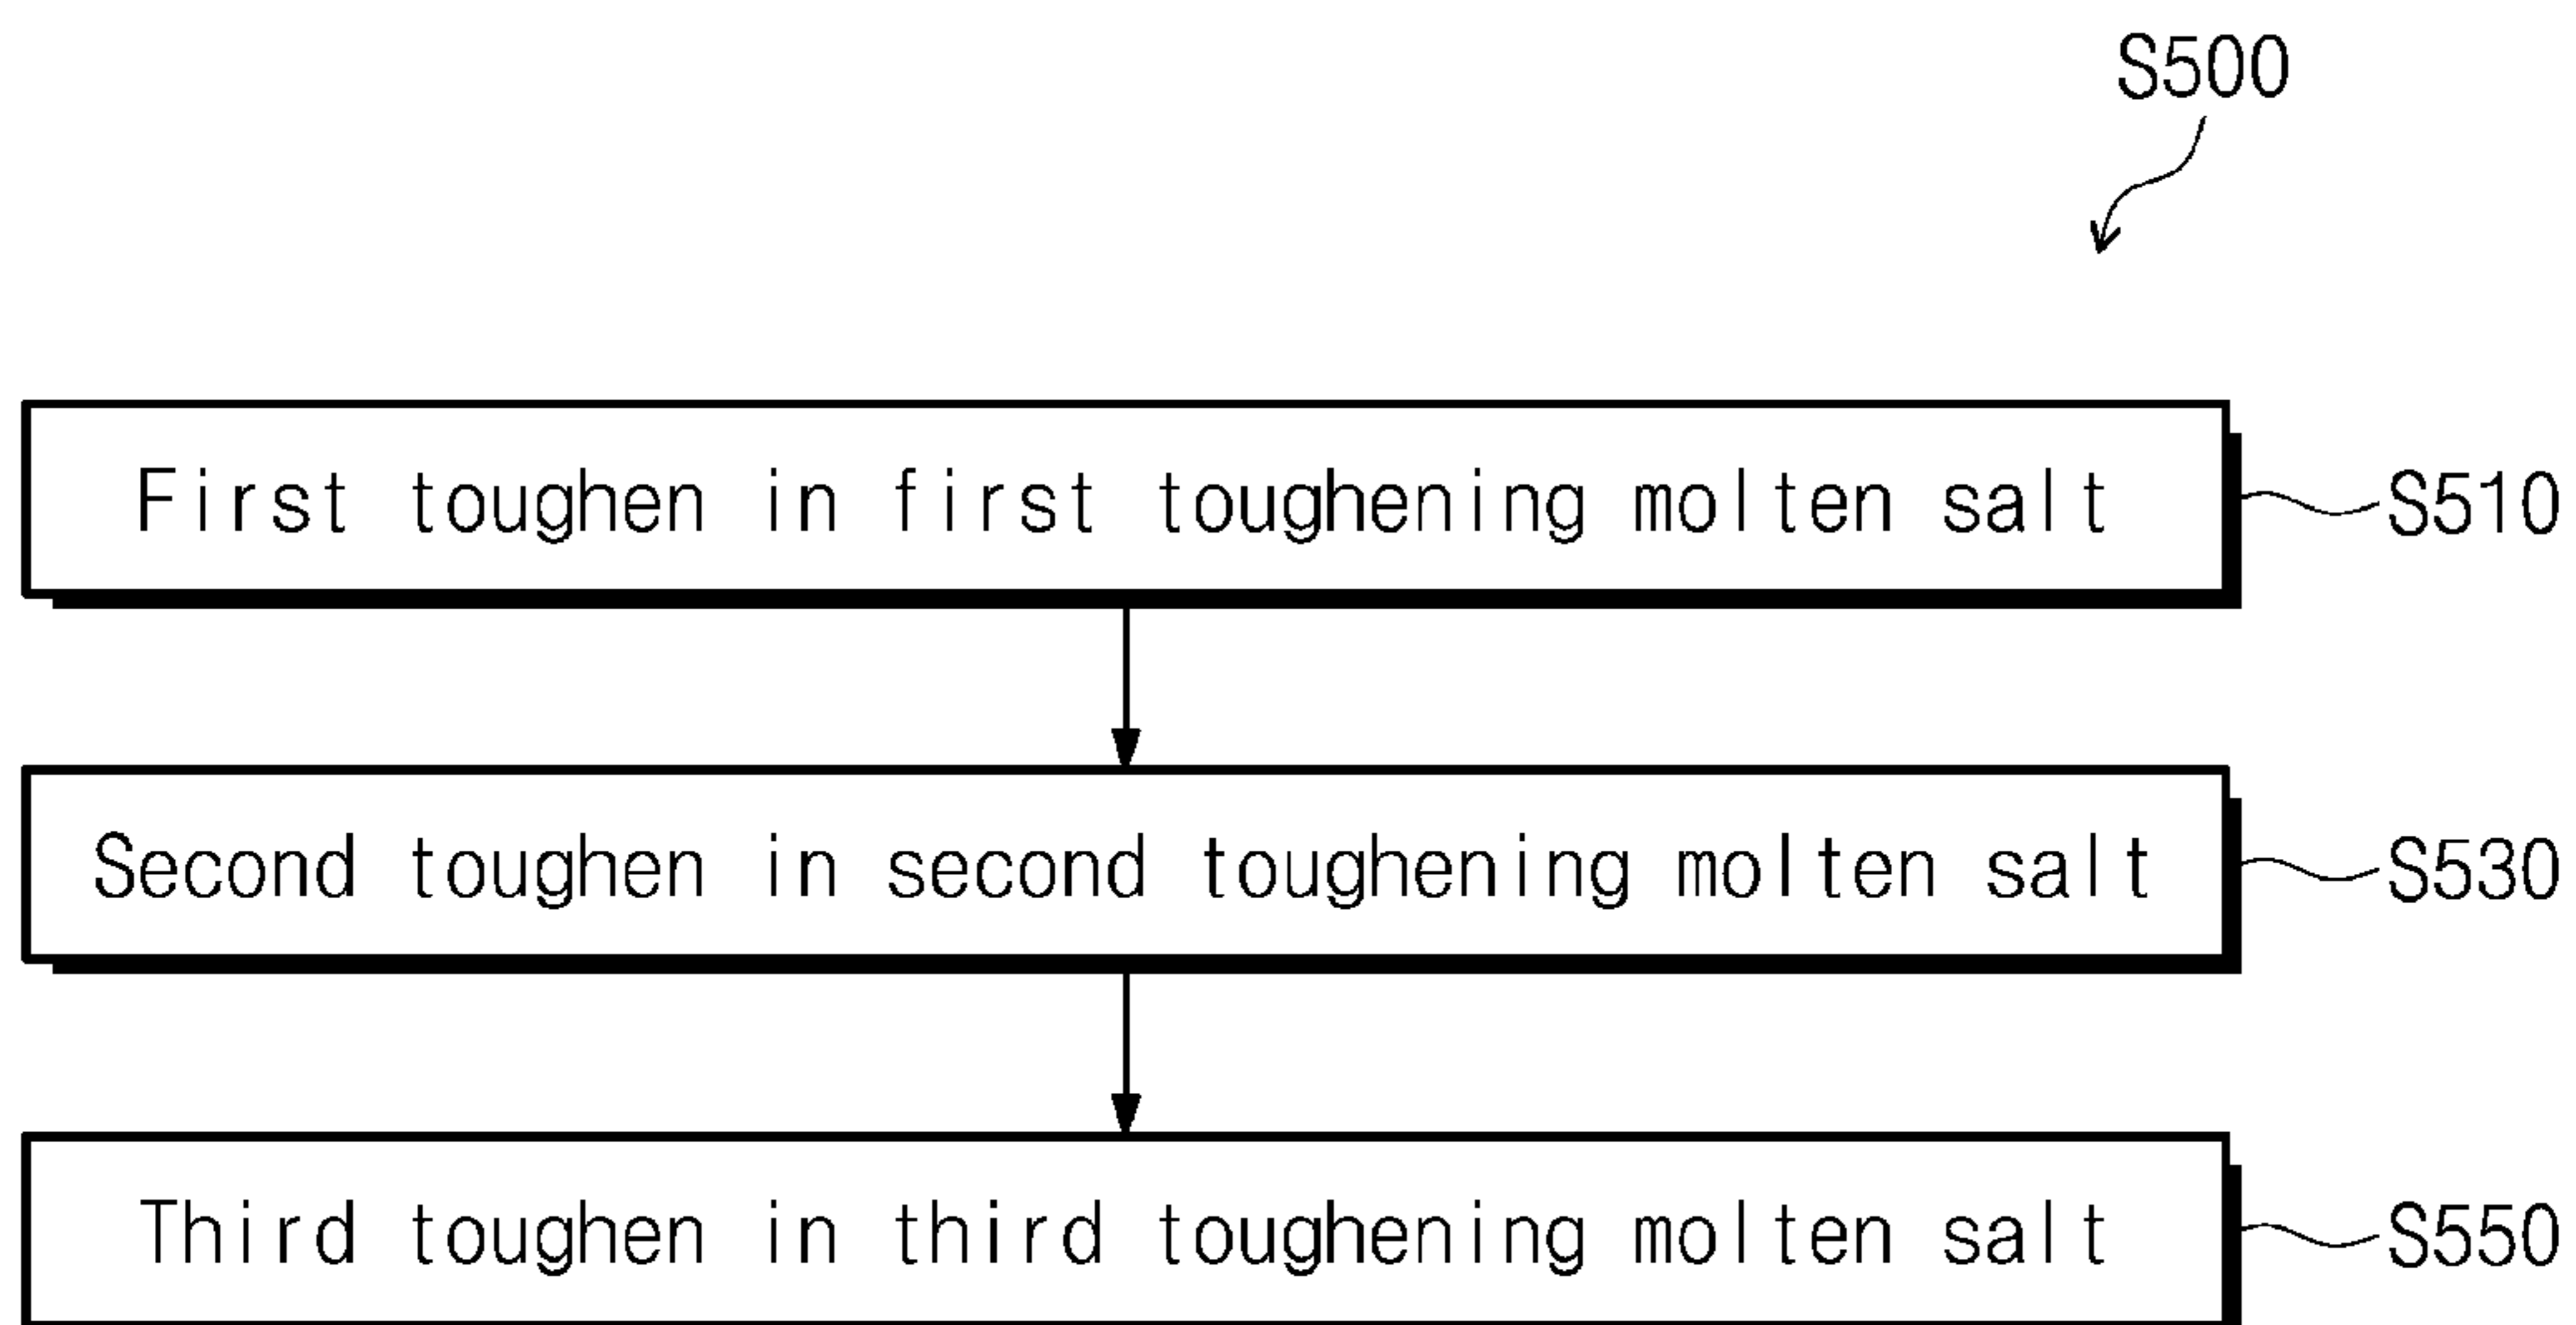 S500
First toughen in first toughening molten salt
S510
Second toughen in second toughening molten salt
S530
Third toughen in third toughening molten salt
S550